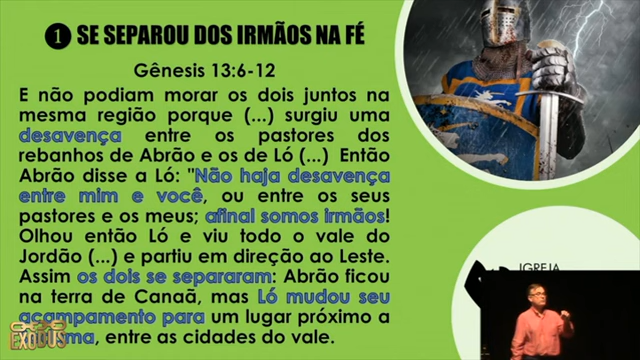 1 SE SEPAROU DOS IRMÃOS NA FÉ
Gênesis 13:6-12
E não podiam morar os dois juntos na
mesma região porque (...) surgiu uma
desavença entre os pastores dos
rebanhos de Abrão e os de Ló (...) Então
Abrão disse a Ló: "Não haja desavença
entre mim e você, ou entre os seus
pastores e os meus; afinal somos irmãos!
Olhou então Ló e viu todo o vale do
Jordão (...) e partiu em direção ao Leste.
Assim os dois se separaram: Abrão ficou
na terra de Canaã, mas Ló mudou seu
acampamento para um lugar próximo a
entre as cidades do vale.
IGREJA
EXODUS